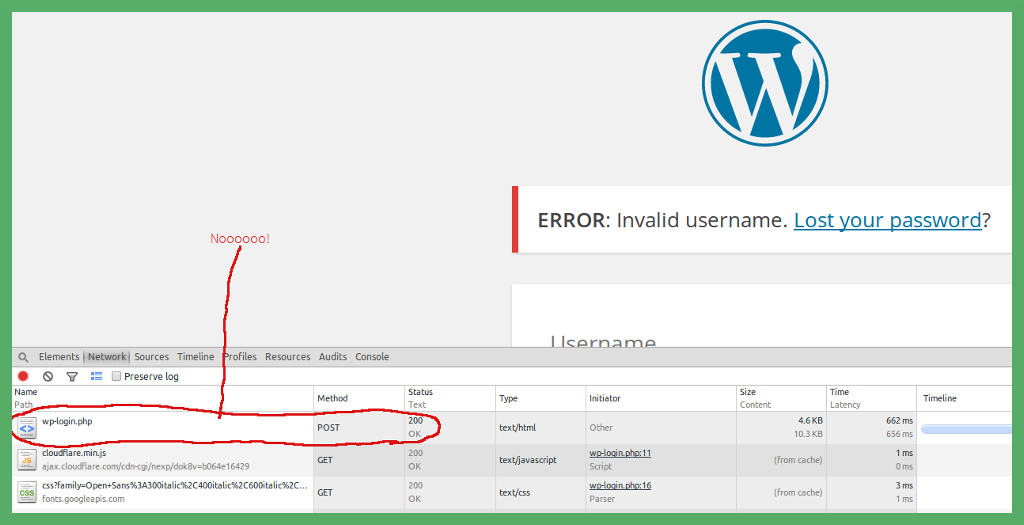 W
ERROR: Invalid username. Lost your password?
Noooooo!
Username
Elements Network Sources Timeline Profiles Resources Audits Console
Preserve log
Name Method Status Type Initiator Size Time Timeline
Path Text Content Latency
wp-login.php POST 200 text/html Other 4.6 KB 662 ms
OK 10.3 KB 656 ms
cloudflare.min.js GET 200 text/javascript wp-login.php:11 (from cache) 1 ms
ajax.cloudflare.com/cdn-cgi/nexp/dok8v=b064e16429 OK Script 0 ms
css?family=Open+Sans%3A300italic%2C400italic%2C600italic%2C... GET 200 text/css wp-login.php:16 (from cache) 3 ms
fonts.googleapis.com OK Parser 1 ms